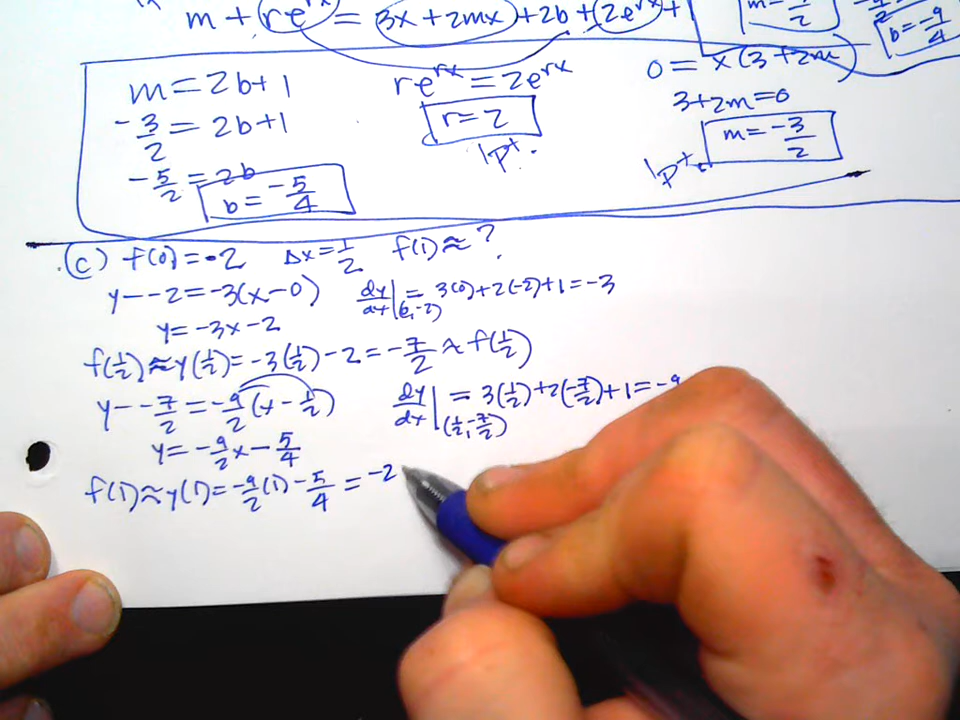 m + re^{rx} = 3x + 2mx + 2b + 2e^{rx} + 1
m = 2b+1
-3/2 = 2b+1
-5/2 = 2b
b = -5/4
re^{rx} = 2e^{rx}
r = 2
1pt.
0 = x(3+2m)
3+2m=0
m = -3/2
1pt.
b = -9/4
(c) f(0) = -2 Δx = 1/2 f(1) ≈ ?
y - -2 = -3(x-0) dy/dx|(0,-2) = 3(0)+2(-2)+1 = -3
y = -3x - 2
f(1/2) ≈ y(1/2) = -3(1/2) - 2 = -7/2 ≈ f(1/2)
y - -7/2 = -9/2(x - 1/2) dy/dx|(1/2, -7/2) = 3(1/2)+2(-7/2)+1 = -9
y = -9/2x - 5/4
f(1) ≈ y(1) = -9/2(1) - 5/4 = -2